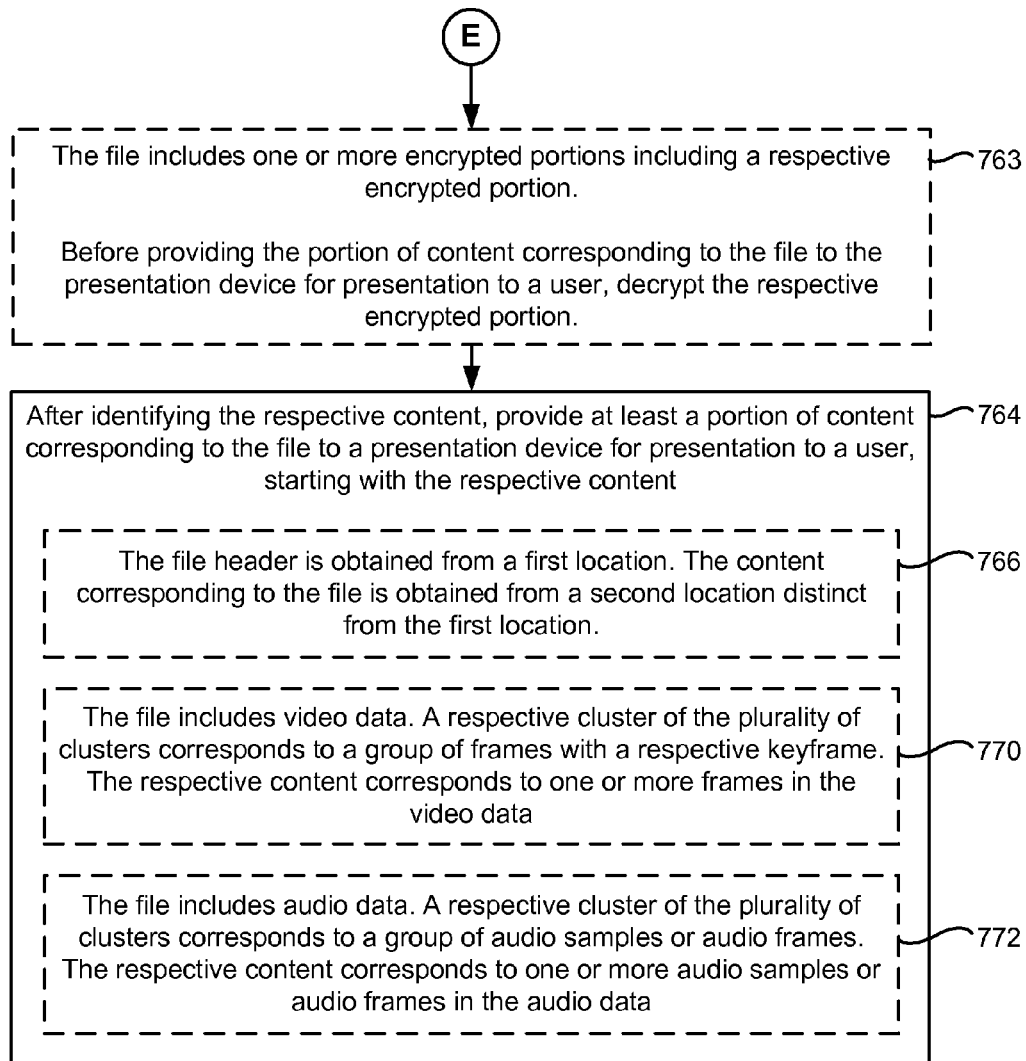 E
The file includes one or more encrypted portions including a respective
encrypted portion.
763
Before providing the portion of content corresponding to the file to the
presentation device for presentation to a user, decrypt the respective
encrypted portion.
After identifying the respective content, provide at least a portion of content
corresponding to the file to a presentation device for presentation to a user,
starting with the respective content
764
The file header is obtained from a first location. The content
corresponding to the file is obtained from a second location distinct
from the first location.
766
The file includes video data. A respective cluster of the plurality of
clusters corresponds to a group of frames with a respective keyframe.
The respective content corresponds to one or more frames in the
video data
770
The file includes audio data. A respective cluster of the plurality of
clusters corresponds to a group of audio samples or audio frames.
The respective content corresponds to one or more audio samples or
audio frames in the audio data
772